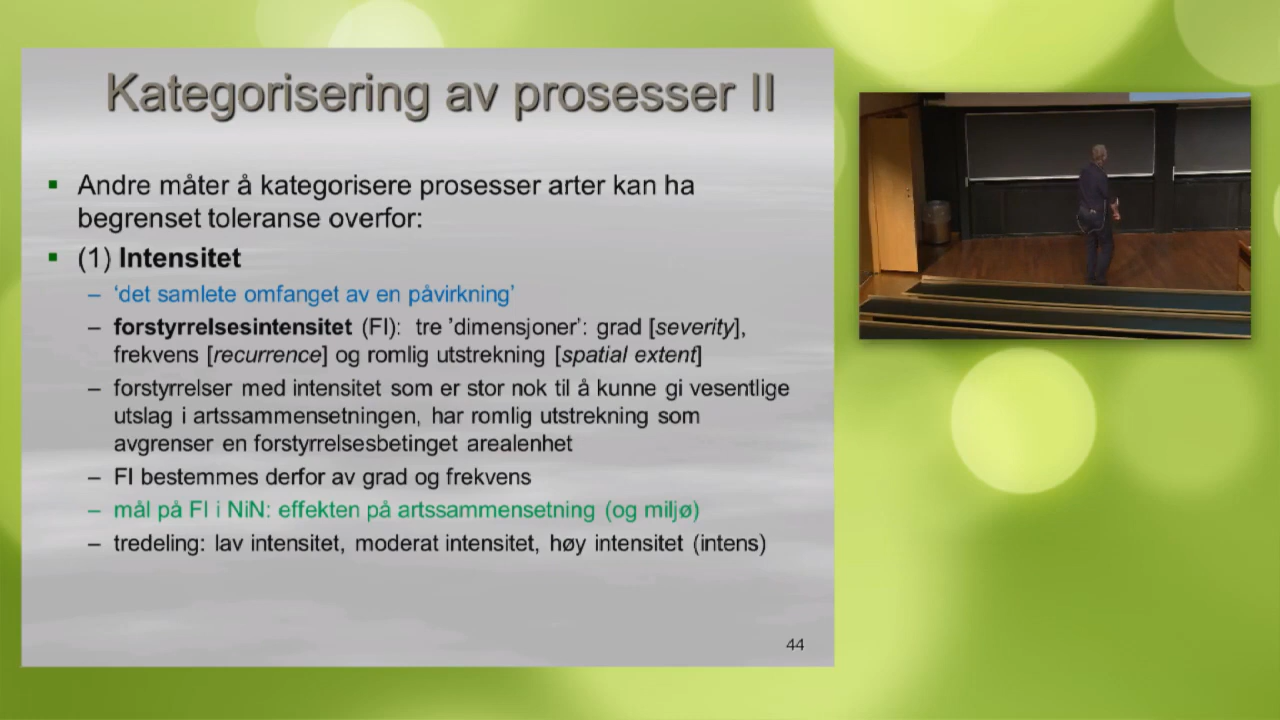 Kategorisering av prosesser II
▪ Andre måter å kategorisere prosesser arter kan ha
begrenset toleranse overfor:
▪ (1) Intensitet
– ‘det samlete omfanget av en påvirkning’
– forstyrrelsesintensitet (FI): tre ’dimensjoner’: grad [severity],
frekvens [recurrence] og romlig utstrekning [spatial extent]
– forstyrrelser med intensitet som er stor nok til å kunne gi vesentlige
utslag i artssammensetningen, har romlig utstrekning som
avgrenser en forstyrrelsesbetinget arealenhet
– FI bestemmes derfor av grad og frekvens
– mål på FI i NiN: effekten på artssammensetning (og miljø)
– tredeling: lav intensitet, moderat intensitet, høy intensitet (intens)
44